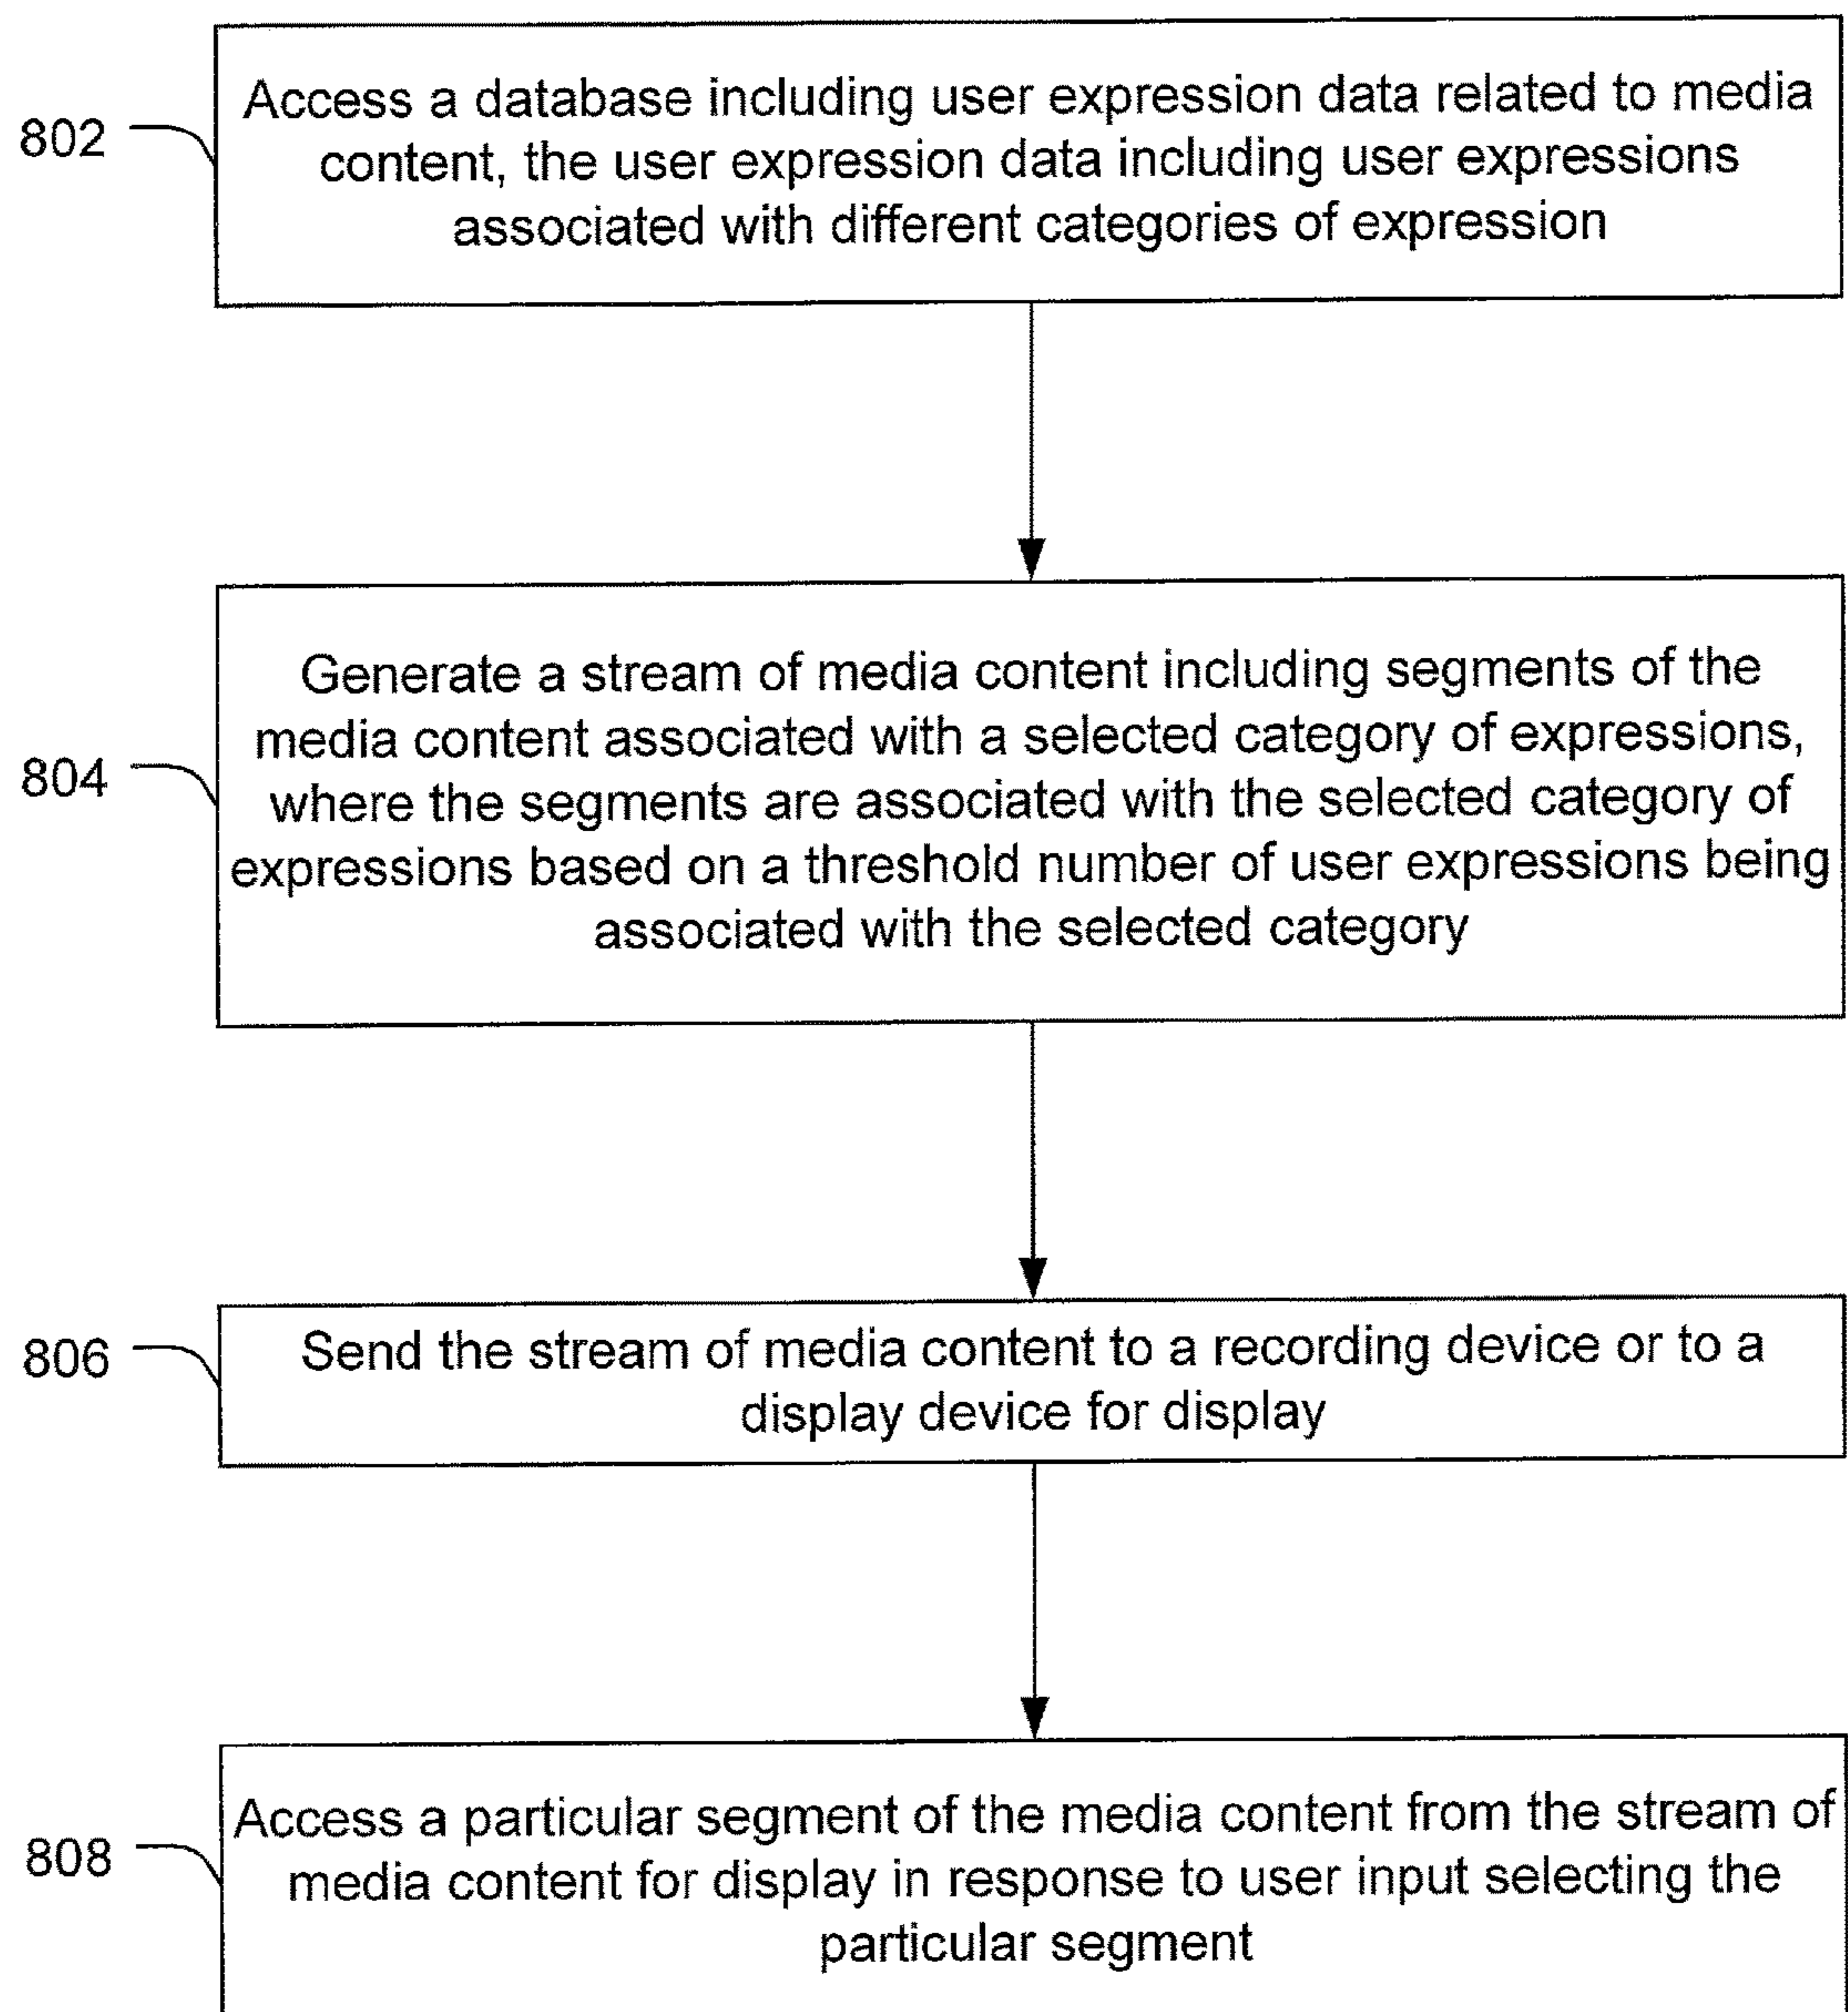 802
Access a database including user expression data related to media
content, the user expression data including user expressions
associated with different categories of expression
804
Generate a stream of media content including segments of the
media content associated with a selected category of expressions,
where the segments are associated with the selected category of
expressions based on a threshold number of user expressions being
associated with the selected category
806
Send the stream of media content to a recording device or to a
display device for display
808
Access a particular segment of the media content from the stream of
media content for display in response to user input selecting the
particular segment